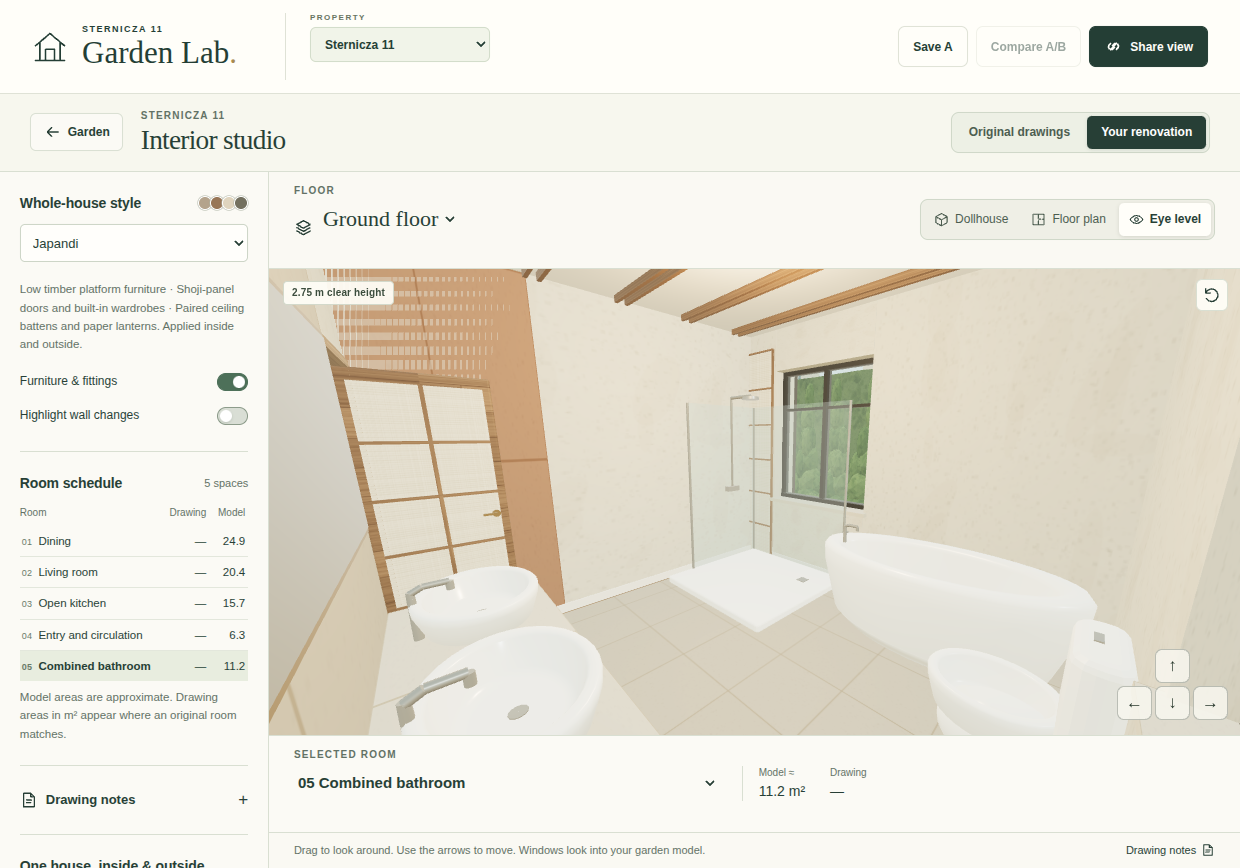 STERNICZA 11
Garden Lab.
PROPERTY
Sternicza 11
Save A
Compare A/B
Share view
Garden
STERNICZA 11
Interior studio
Original drawings
Your renovation
Whole-house style
Japandi
Low timber platform furniture · Shoji-panel
doors and built-in wardrobes · Paired ceiling
battens and paper lanterns. Applied inside
and outside.
Furniture & fittings
Highlight wall changes
Room schedule 5 spaces
Room Drawing Model
01 Dining — 24.9
02 Living room — 20.4
03 Open kitchen — 15.7
04 Entry and circulation — 6.3
05 Combined bathroom — 11.2
Model areas are approximate. Drawing
areas in m² appear where an original room
matches.
Drawing notes +
One house, inside & outside
FLOOR
Ground floor
Dollhouse
Floor plan
Eye level
2.75 m clear height
↑
← ↓ →
SELECTED ROOM
05 Combined bathroom
Model ≈ Drawing
11.2 m² —
Drag to look around. Use the arrows to move. Windows look into your garden model.
Drawing notes